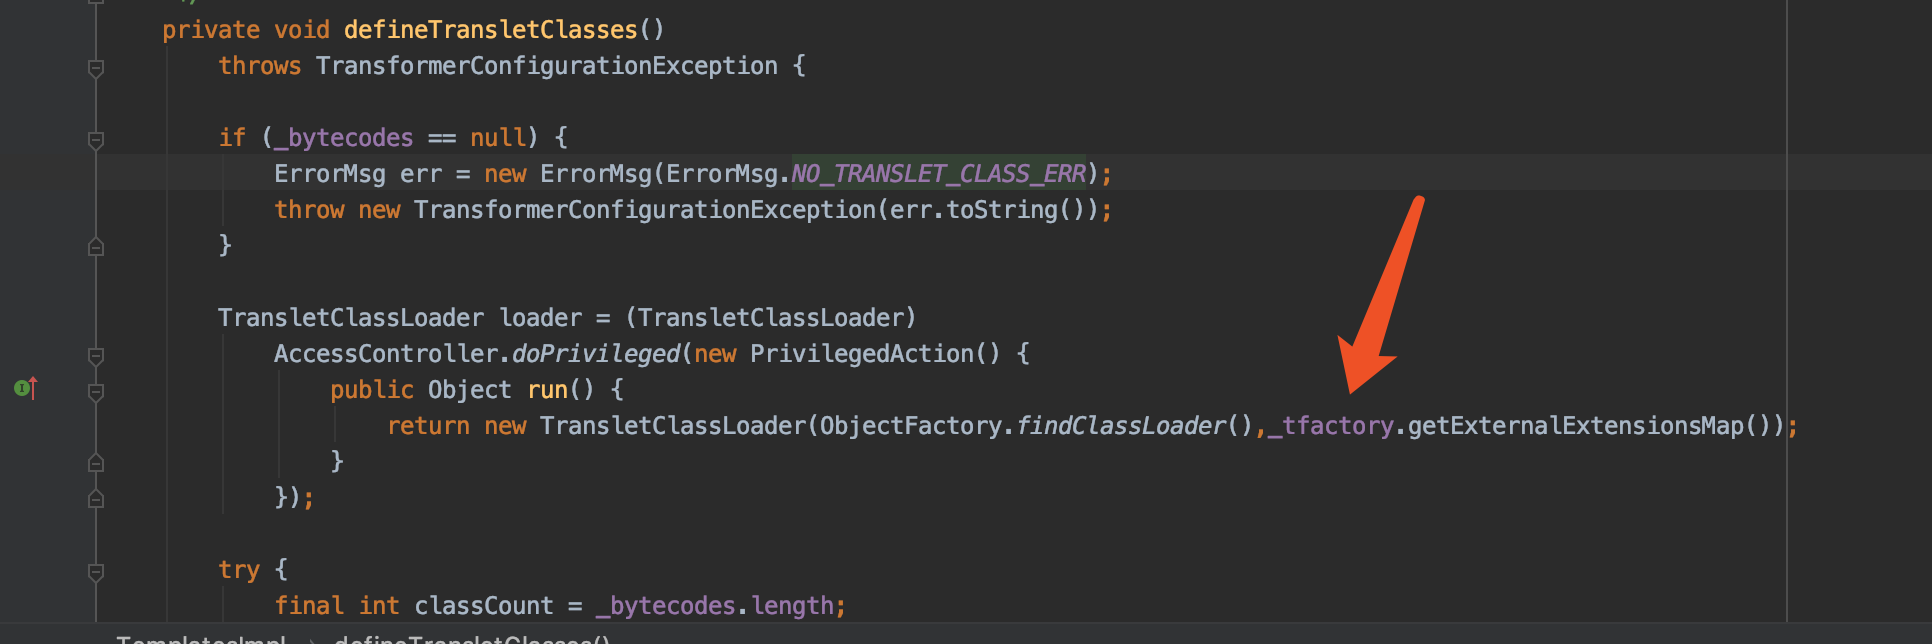 private void defineTransletClasses()
throws TransformerConfigurationException {
if (_bytecodes == null) {
ErrorMsg err = new ErrorMsg(ErrorMsg.NO_TRANSLET_CLASS_ERR);
throw new TransformerConfigurationException(err.toString());
}
TransletClassLoader loader = (TransletClassLoader)
AccessController.doPrivileged(new PrivilegedAction() {
public Object run() {
return new TransletClassLoader(ObjectFactory.findClassLoader(),_tfactory.getExternalExtensionsMap());
}
});
try {
final int classCount = _bytecodes.length;
TemplatesImpl › defineTransletClasses()